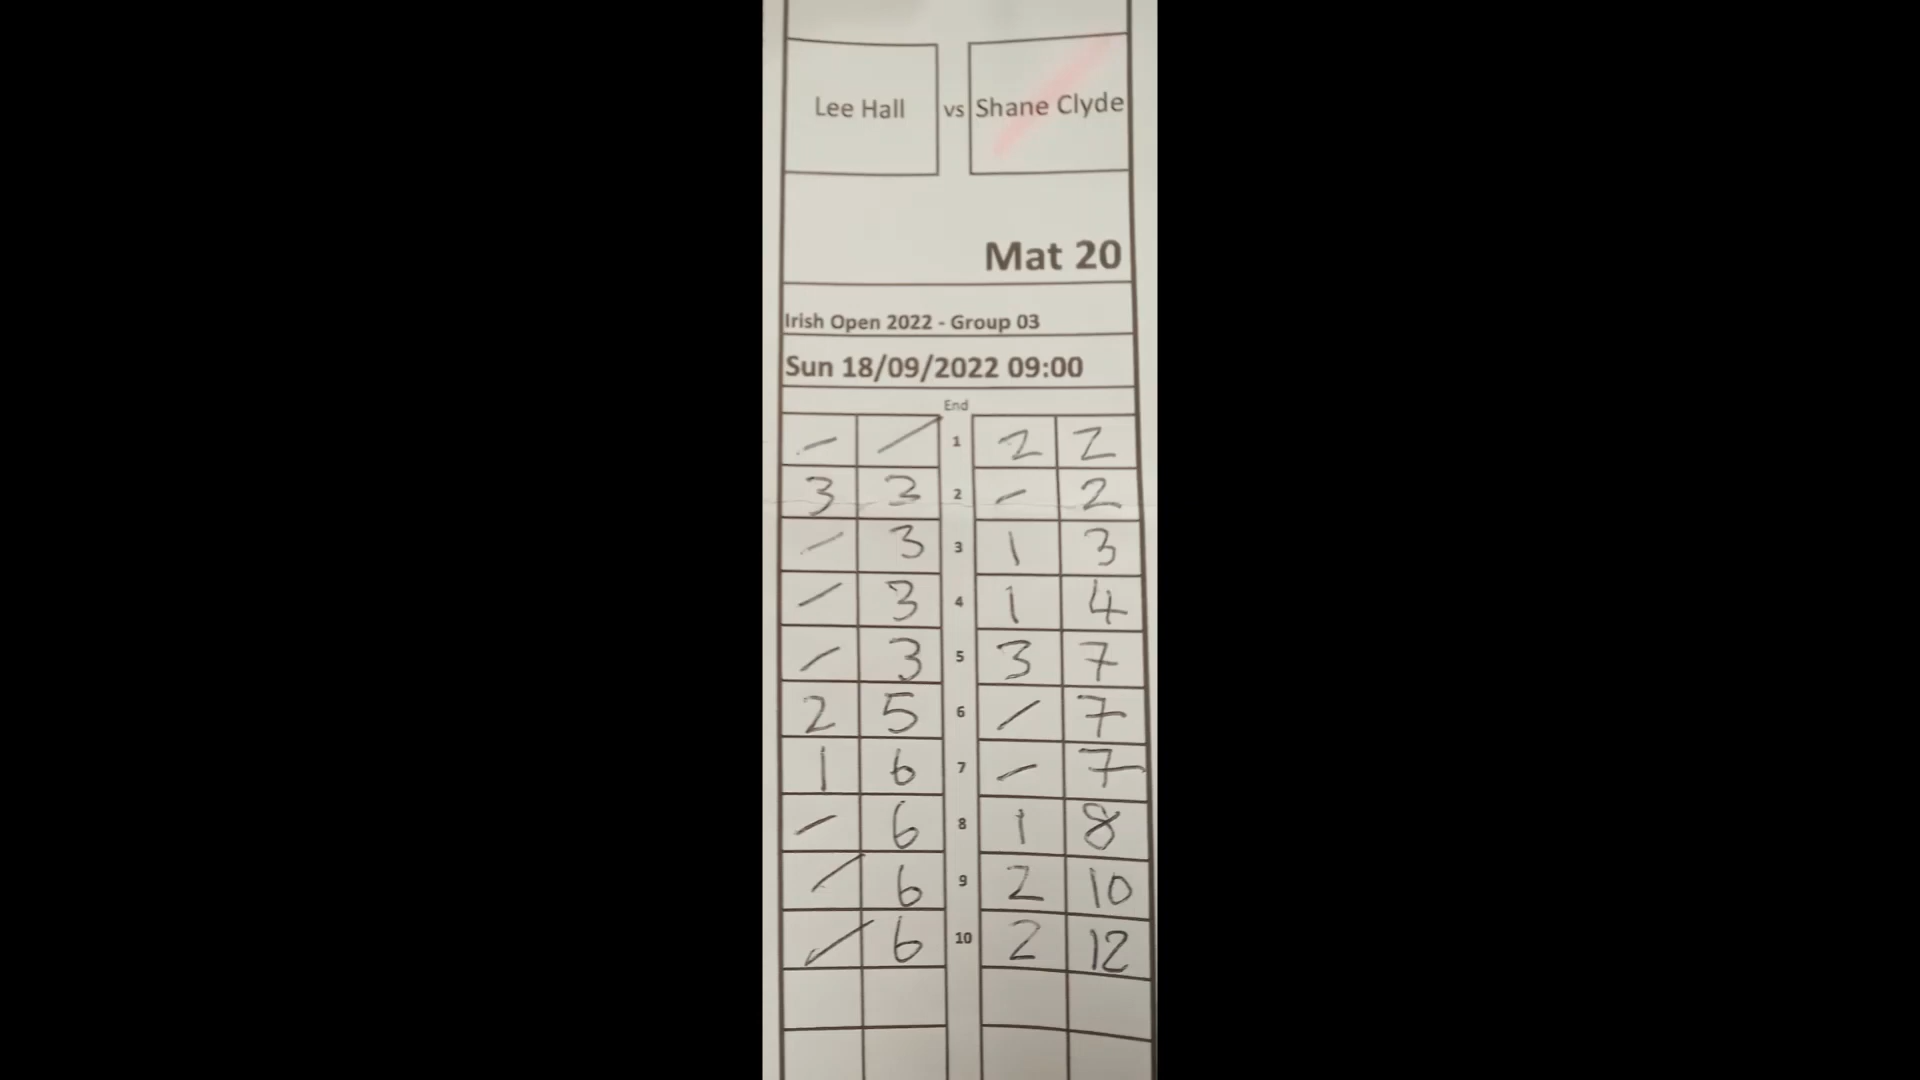 Lee Hall vs Shane Clyde
Mat 20
Irish Open 2022 - Group 03
Sun 18/09/2022 09:00
End
- / 1 2 2
3 3 2 - 2
- 3 3 1 3
- 3 4 1 4
- 3 5 3 7
2 5 6 / 7
1 6 7 - 7
- 6 8 1 8
/ 6 9 2 10
/ 6 10 2 12